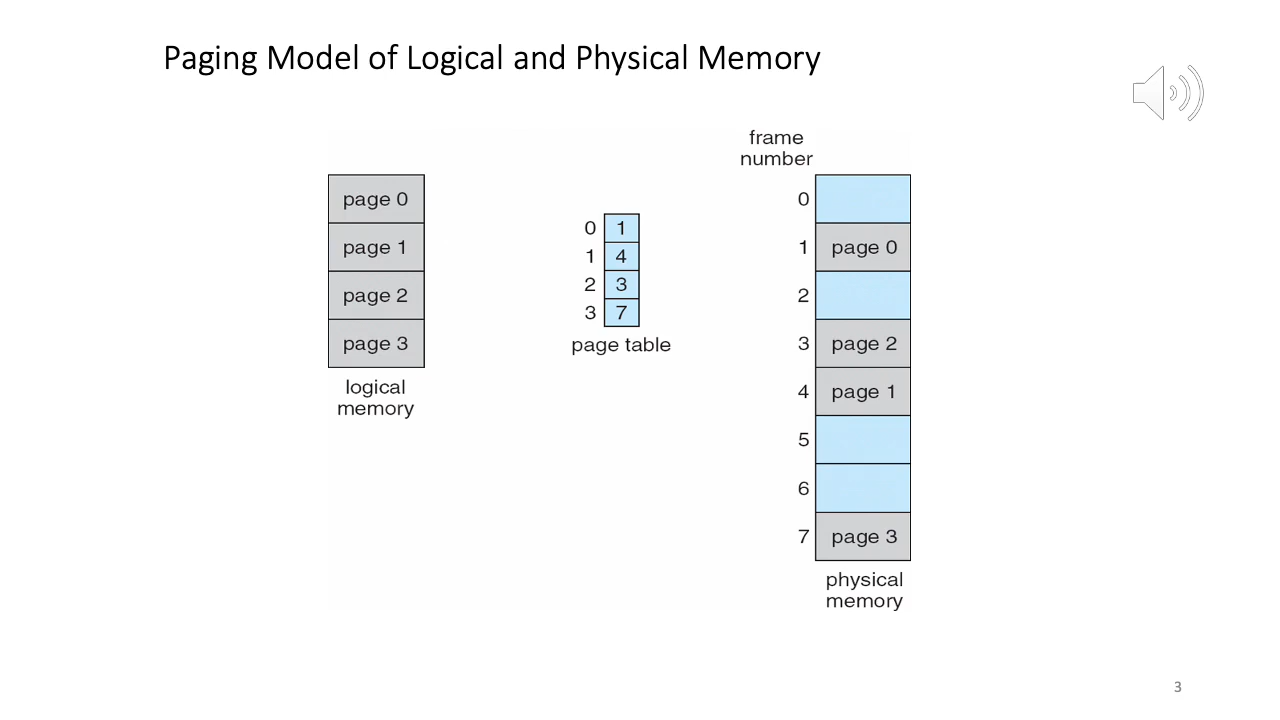 Paging Model of Logical and Physical Memory
page 0
page 1
page 2
page 3
logical
memory
0 1
1 4
2 3
3 7
page table
frame
number
0
1 page 0
2
3 page 2
4 page 1
5
6
7 page 3
physical
memory
3